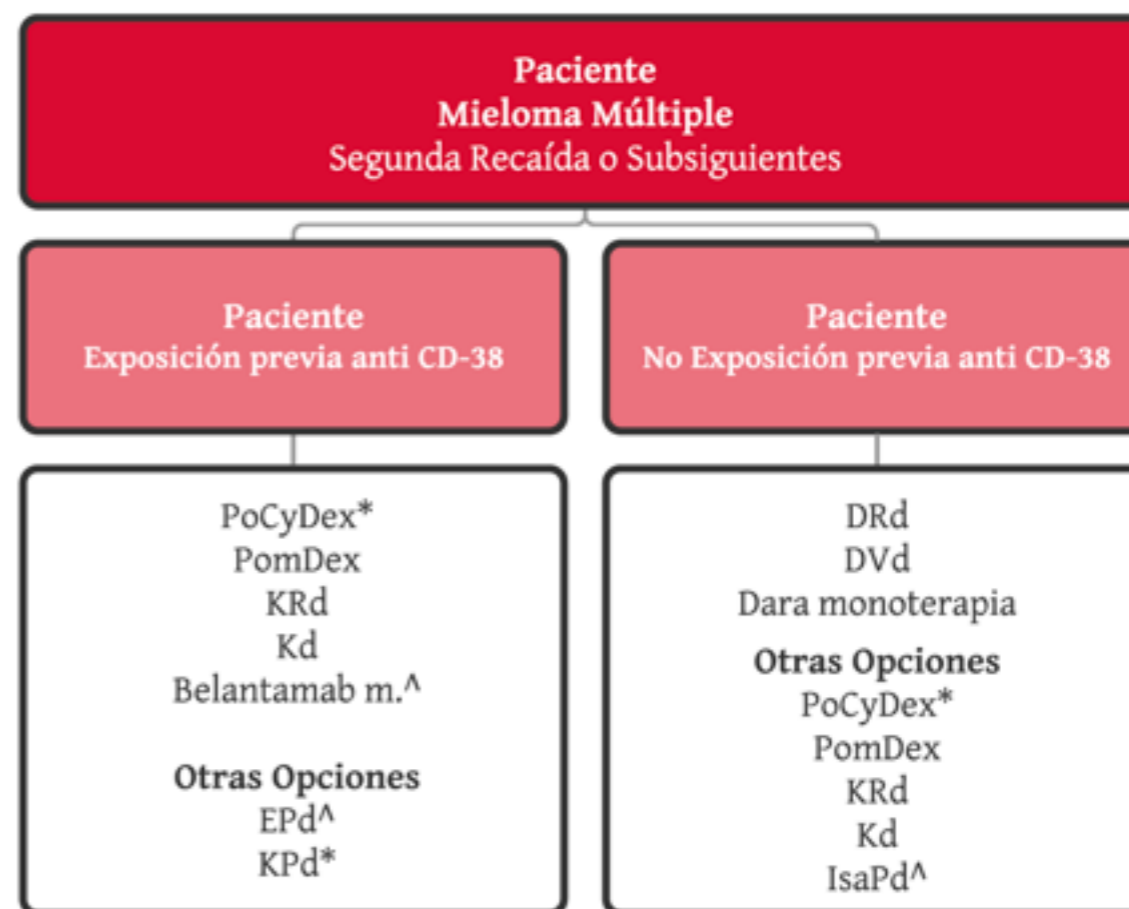 Paciente
Mieloma Múltiple
Segunda Recaída o Subsiguientes
Paciente
Exposición previa anti CD-38
PoCyDex*
PomDex
KRd
Kd
Belantamab m.^
Otras Opciones
EPd^
KPd*
Paciente
No Exposición previa anti CD-38
DRd
DVd
Dara monoterapia
Otras Opciones
PoCyDex*
PomDex
KRd
Kd
IsaPd^